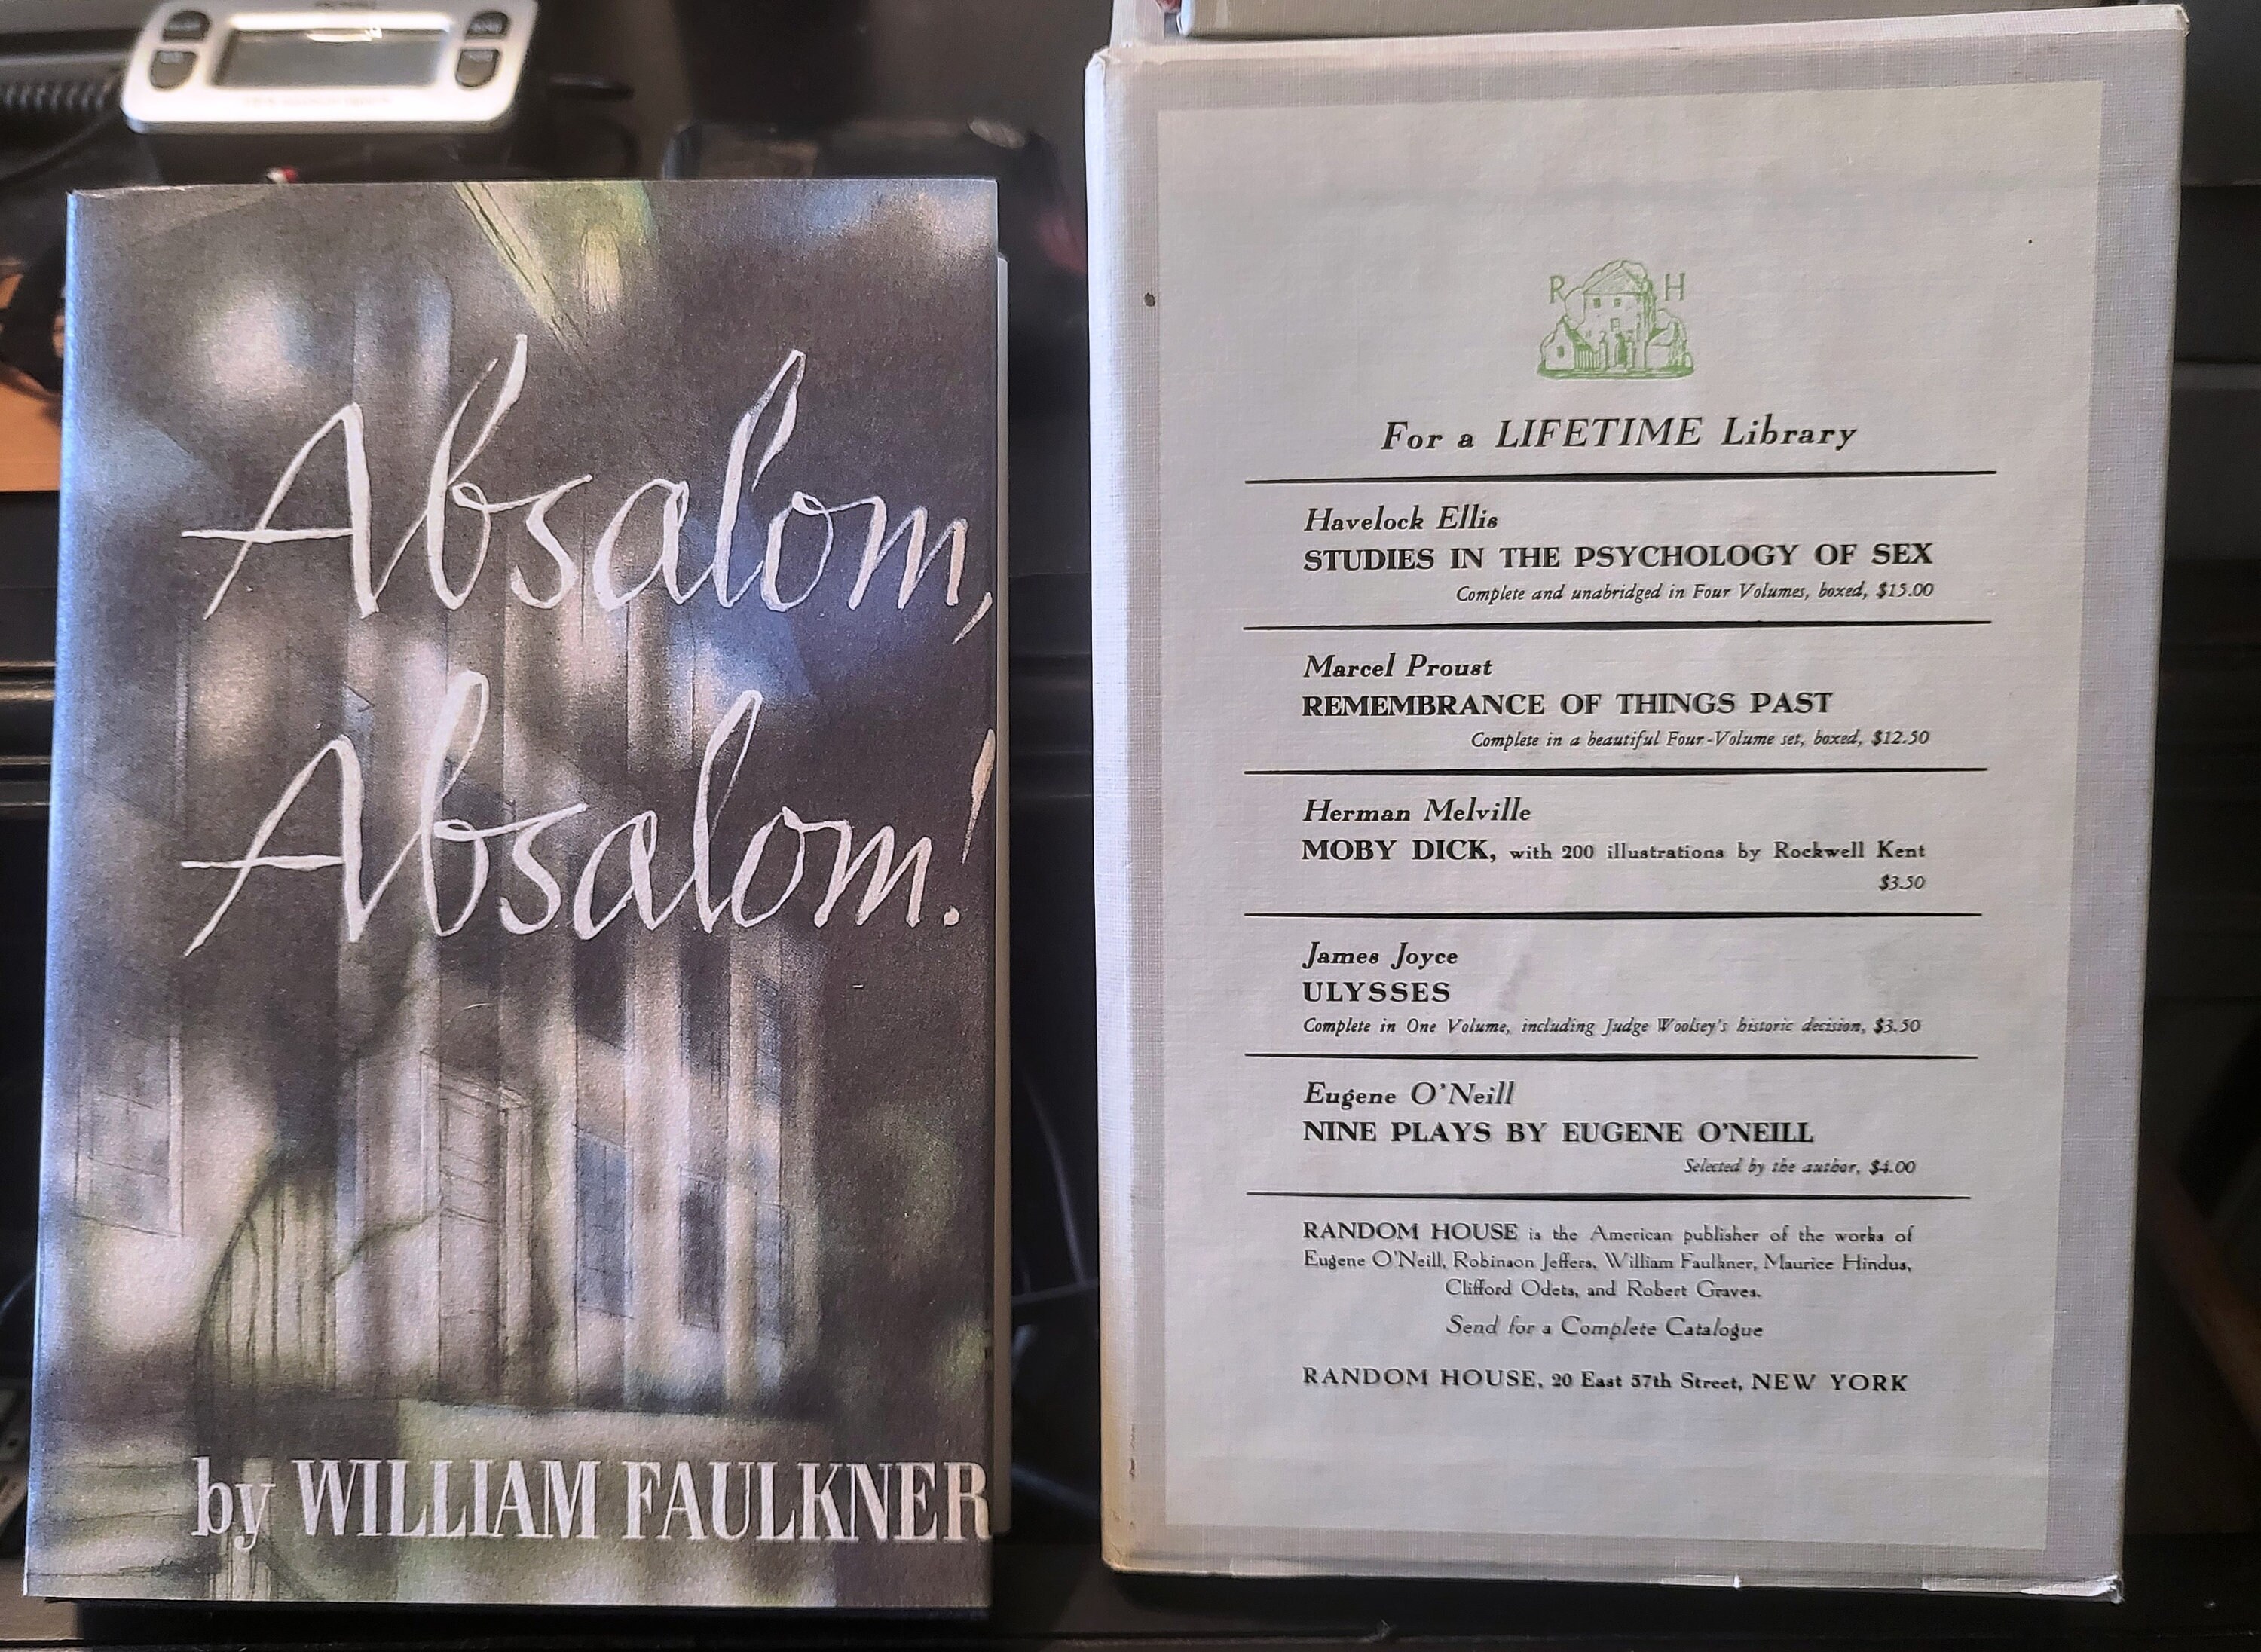 Absalom,
Absalom!
by WILLIAM FAULKNER
R H
For a LIFETIME Library
Havelock Ellis
STUDIES IN THE PSYCHOLOGY OF SEX
Complete and unabridged in Four Volumes, boxed, $15.00
Marcel Proust
REMEMBRANCE OF THINGS PAST
Complete in a beautiful Four-Volume set, boxed, $12.50
Herman Melville
MOBY DICK, with 200 illustrations by Rockwell Kent
$3.50
James Joyce
ULYSSES
Complete in One Volume, including Judge Woolsey's historic decision, $3.50
Eugene O'Neill
NINE PLAYS BY EUGENE O'NEILL
Selected by the author, $4.00
RANDOM HOUSE is the American publisher of the works of
Eugene O'Neill, Robinson Jeffers, William Faulkner, Maurice Hindus,
Clifford Odets, and Robert Graves.
Send for a Complete Catalogue
RANDOM HOUSE, 20 East 57th Street, NEW YORK